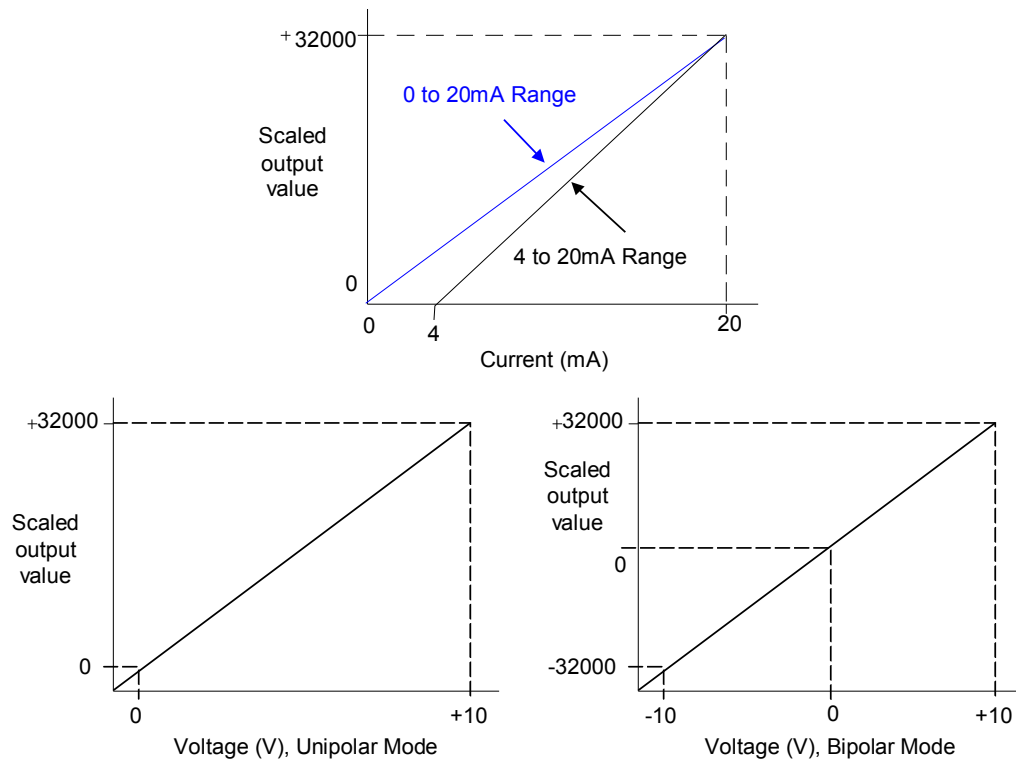 +32000
0 to 20mA Range
Scaled
output
value
4 to 20mA Range
0
0
4
20
Current (mA)
+32000
Scaled
output
value
0
0
+10
Voltage (V), Unipolar Mode
+32000
Scaled
output
value
0
-32000
-10
0
+10
Voltage (V), Bipolar Mode